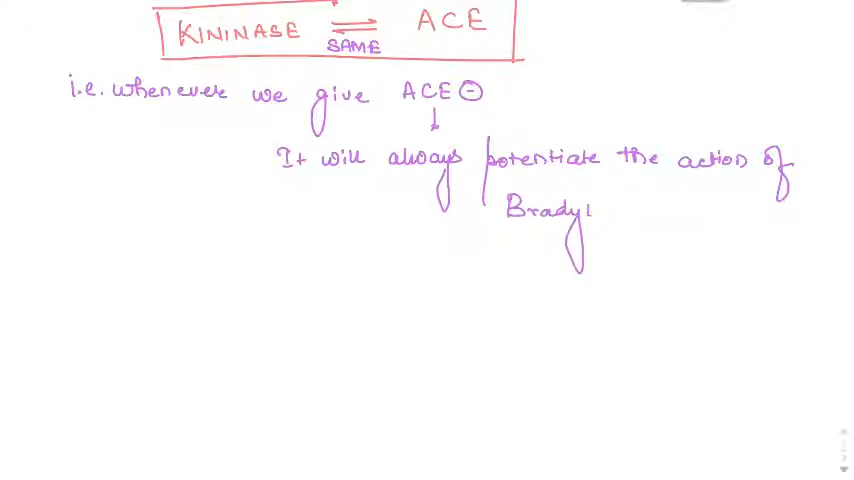 KININASE ⇌ ACE
SAME
i.e. whenever we give ACE ⊖
↓
It will always potentiate the action of
Brady